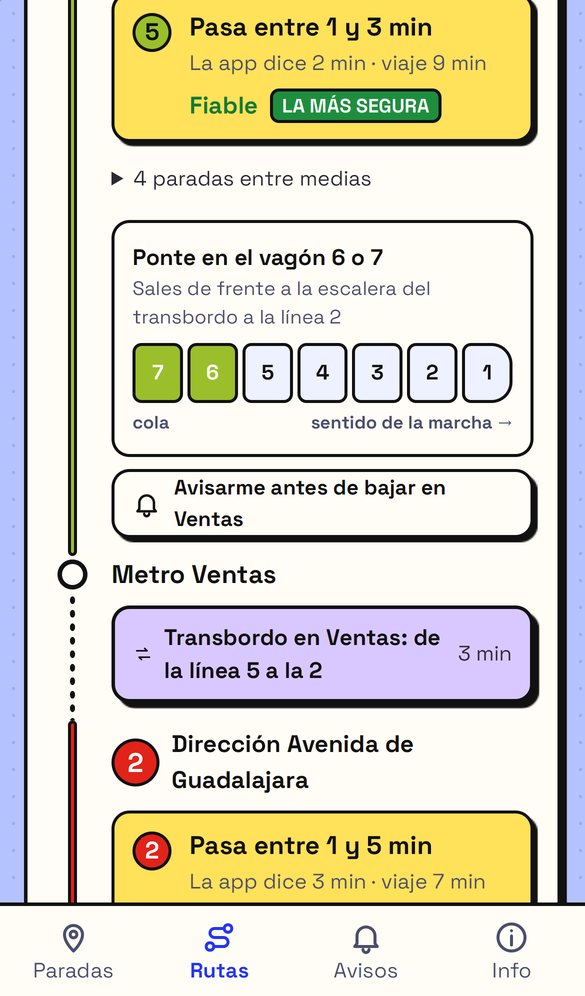 5
Pasa entre 1 y 3 min
La app dice 2 min · viaje 9 min
Fiable LA MÁS SEGURA
▶ 4 paradas entre medias
Ponte en el vagón 6 o 7
Sales de frente a la escalera del
transbordo a la línea 2
7 6 5 4 3 2 1
cola sentido de la marcha →
Avisarme antes de bajar en
Ventas
Metro Ventas
Transbordo en Ventas: de
la línea 5 a la 2
3 min
2
Dirección Avenida de
Guadalajara
2
Pasa entre 1 y 5 min
La app dice 3 min · viaje 7 min
Paradas Rutas Avisos Info